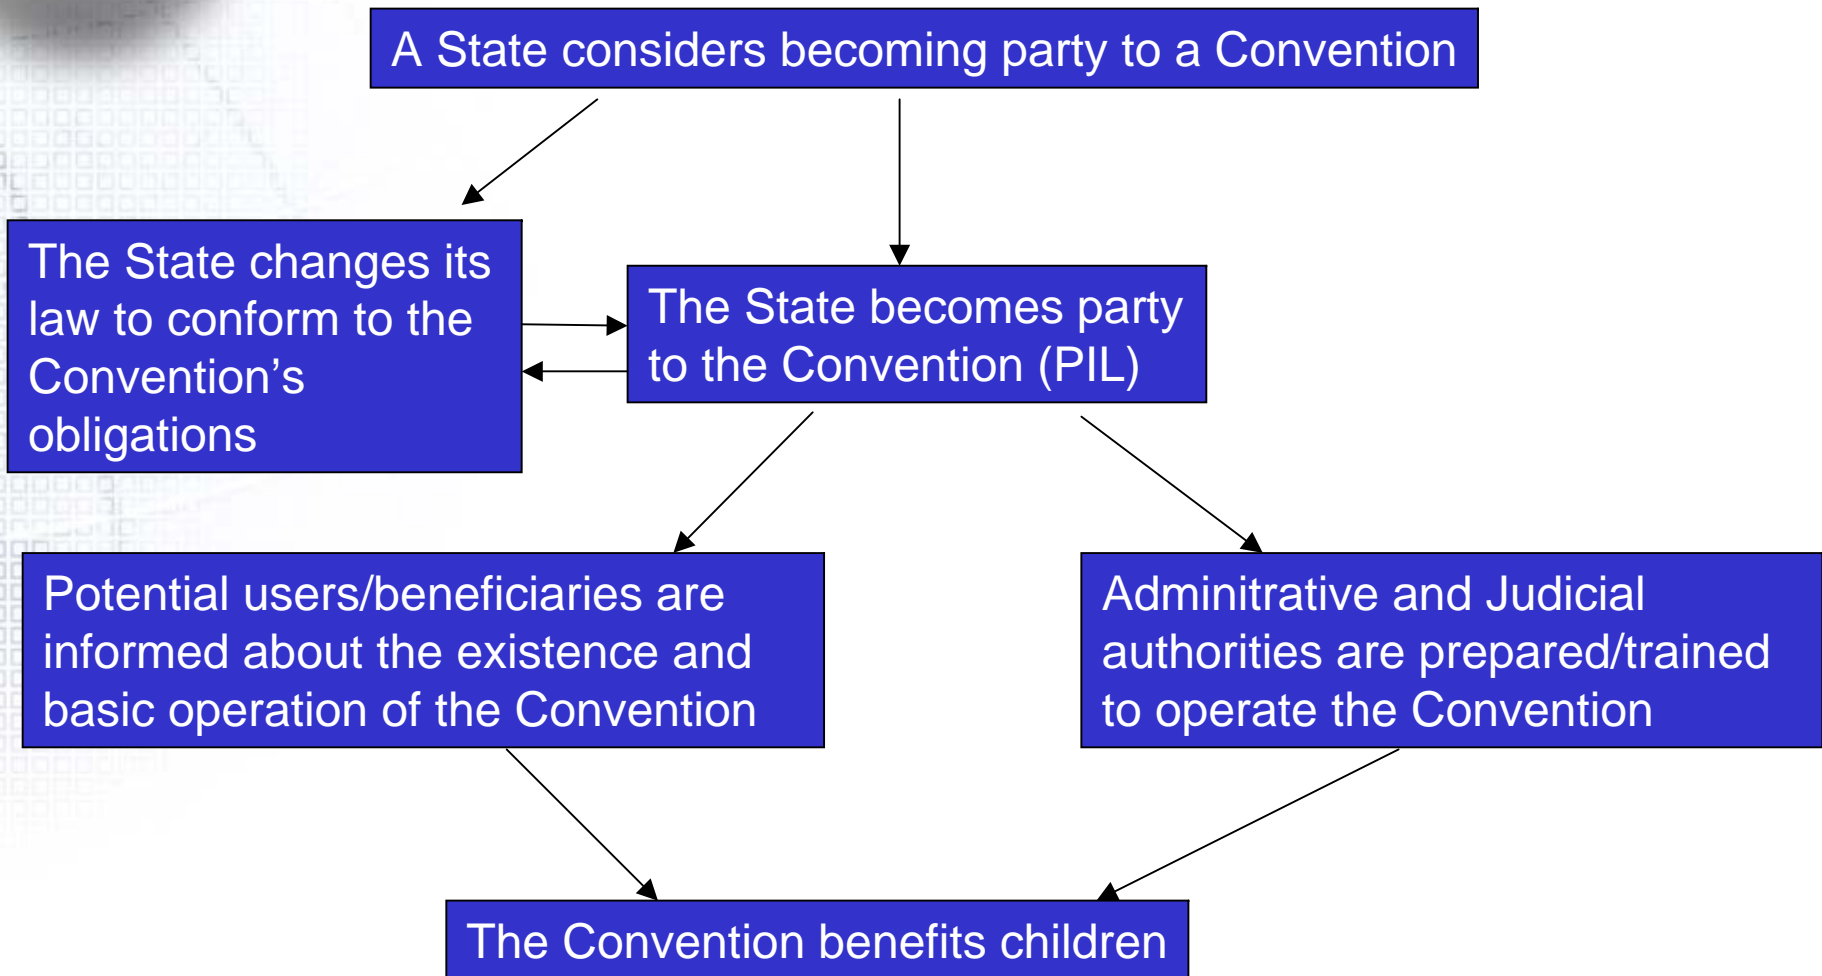 A State considers becoming party to a Convention
The State changes its
law to conform to the
Convention’s
obligations
The State becomes party
to the Convention (PIL)
Potential users/beneficiaries are
informed about the existence and
basic operation of the Convention
Adminitrative and Judicial
authorities are prepared/trained
to operate the Convention
The Convention benefits children